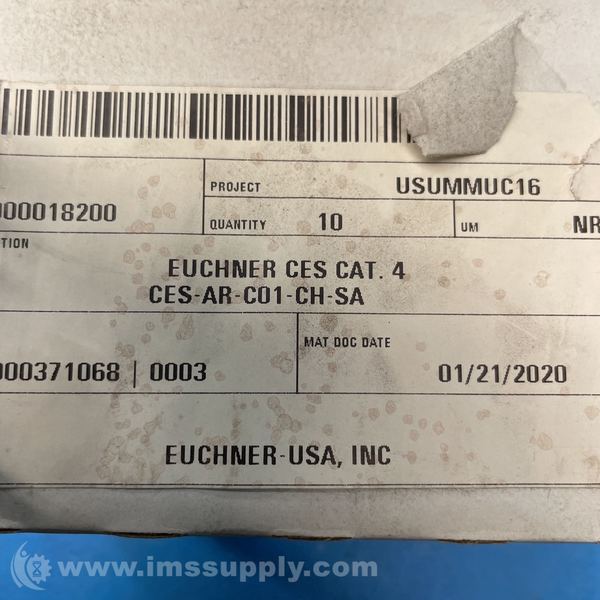 PROJECT USUMMUC16
000018200
QUANTITY 10 UM NR
TION
EUCHNER CES CAT. 4
CES-AR-C01-CH-SA
MAT DOC DATE
000371068 | 0003 01/21/2020
EUCHNER-USA, INC
www.imssupply.com